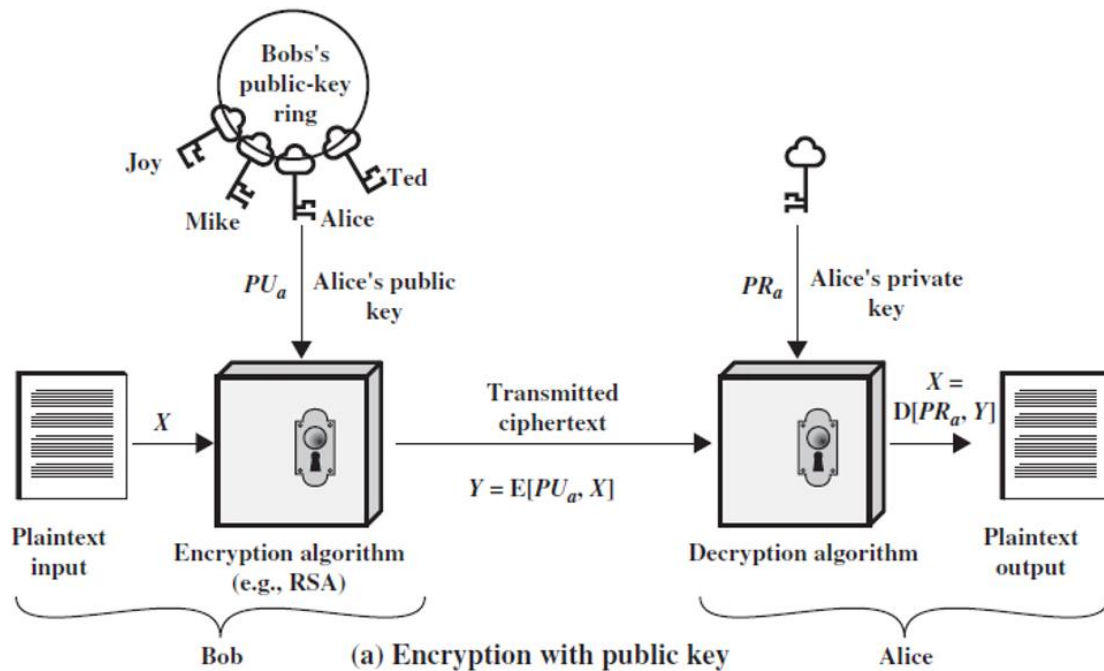 Bobs's
public-key
ring
Joy
Ted
Mike
Alice
PUa
Alice's public
key
PRa
Alice's private
key
X
Transmitted
ciphertext
X =
D[PRa, Y]
Y = E[PUa, X]
Plaintext
input
Encryption algorithm
(e.g., RSA)
Decryption algorithm
Plaintext
output
Bob
(a) Encryption with public key
Alice